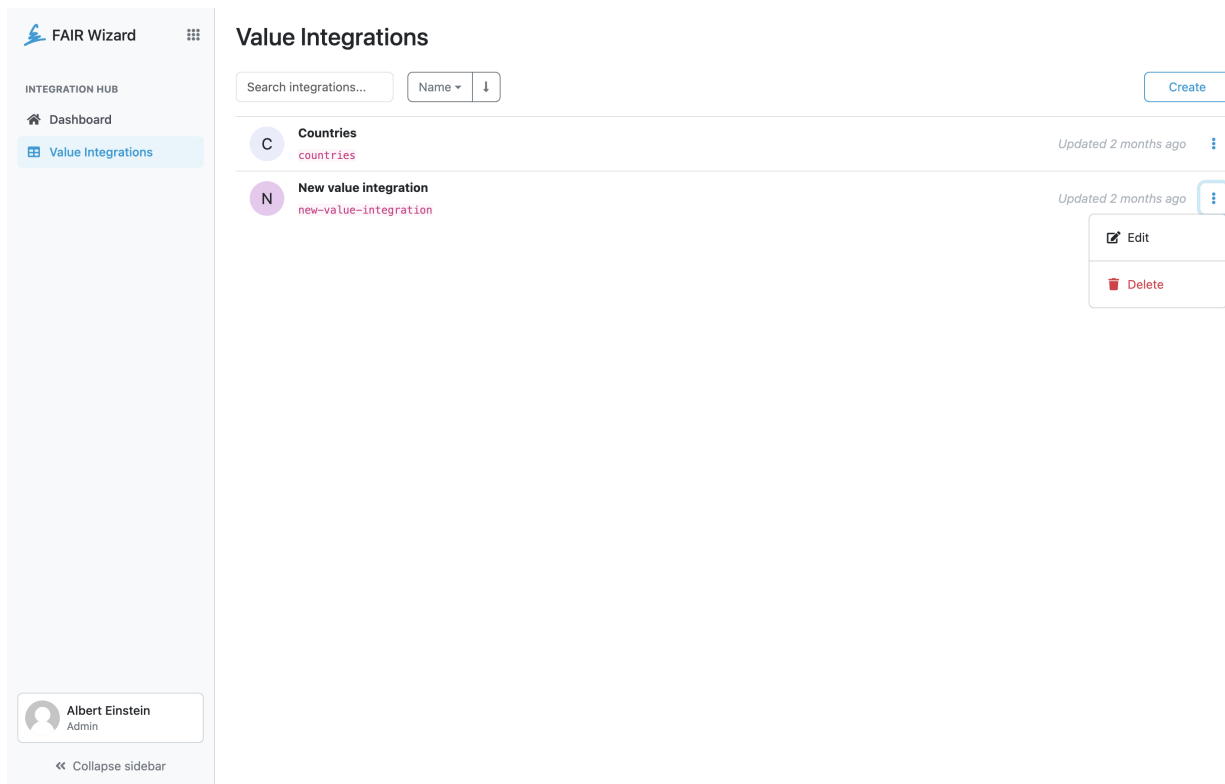 FAIR Wizard
INTEGRATION HUB
Dashboard
Value Integrations
Albert Einstein
Admin
Collapse sidebar
Value Integrations
Search integrations...
Name
Create
C
Countries
countries
Updated 2 months ago
N
New value integration
new-value-integration
Updated 2 months ago
Edit
Delete